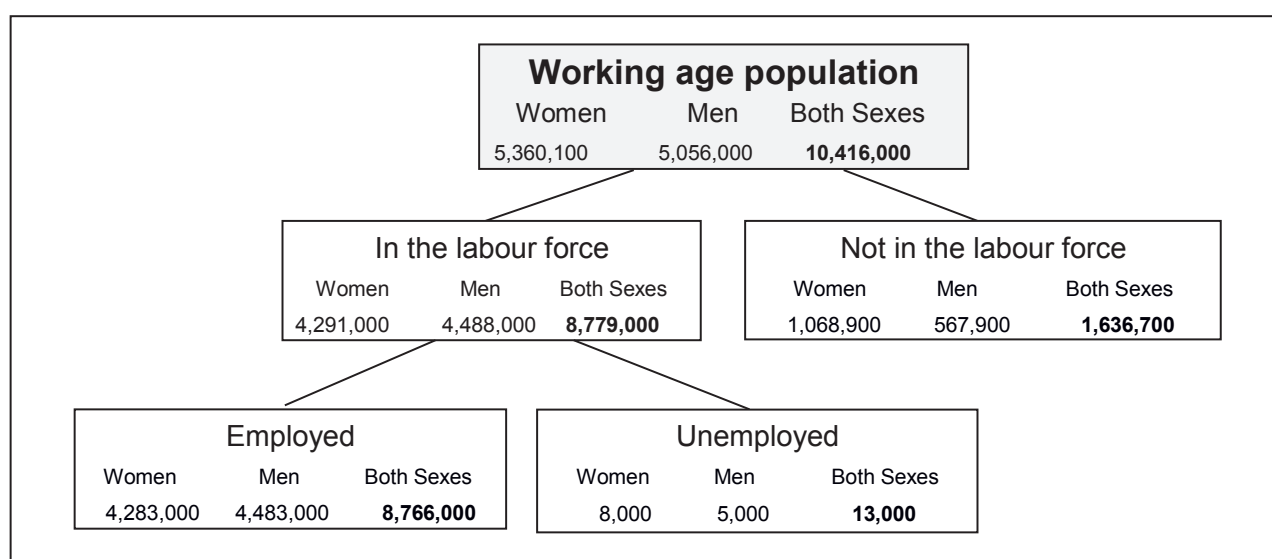 Working age population
Women Men Both Sexes
5,360,100 5,056,000 10,416,000
In the labour force
Women Men Both Sexes
4,291,000 4,488,000 8,779,000
Not in the labour force
Women Men Both Sexes
1,068,900 567,900 1,636,700
Employed
Women Men Both Sexes
4,283,000 4,483,000 8,766,000
Unemployed
Women Men Both Sexes
8,000 5,000 13,000